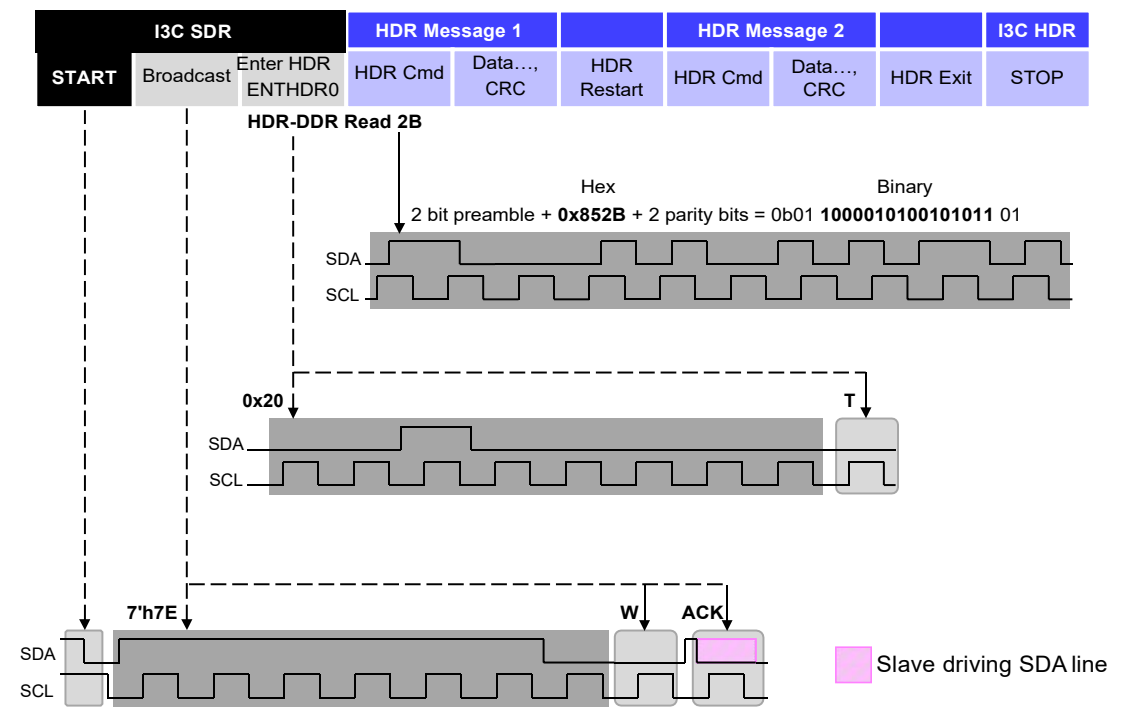 I3C SDR HDR Message 1 HDR Message 2 I3C HDR
START Broadcast Enter HDR ENTHDR0 HDR Cmd Data…, CRC HDR Restart HDR Cmd Data…, CRC HDR Exit STOP
HDR-DDR Read 2B
Hex Binary
2 bit preamble + 0x852B + 2 parity bits = 0b01 1000010100101011 01
SDA
SCL
0x20 T
SDA
SCL
7'h7E W ACK
SDA
SCL
Slave driving SDA line